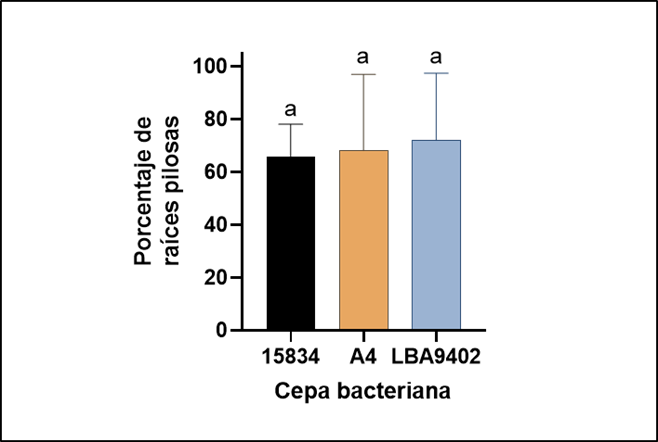 Porcentaje de
raíces pilosas
100
80
60
40
20
0
a
a
a
15834
A4
LBA9402
Cepa bacteriana